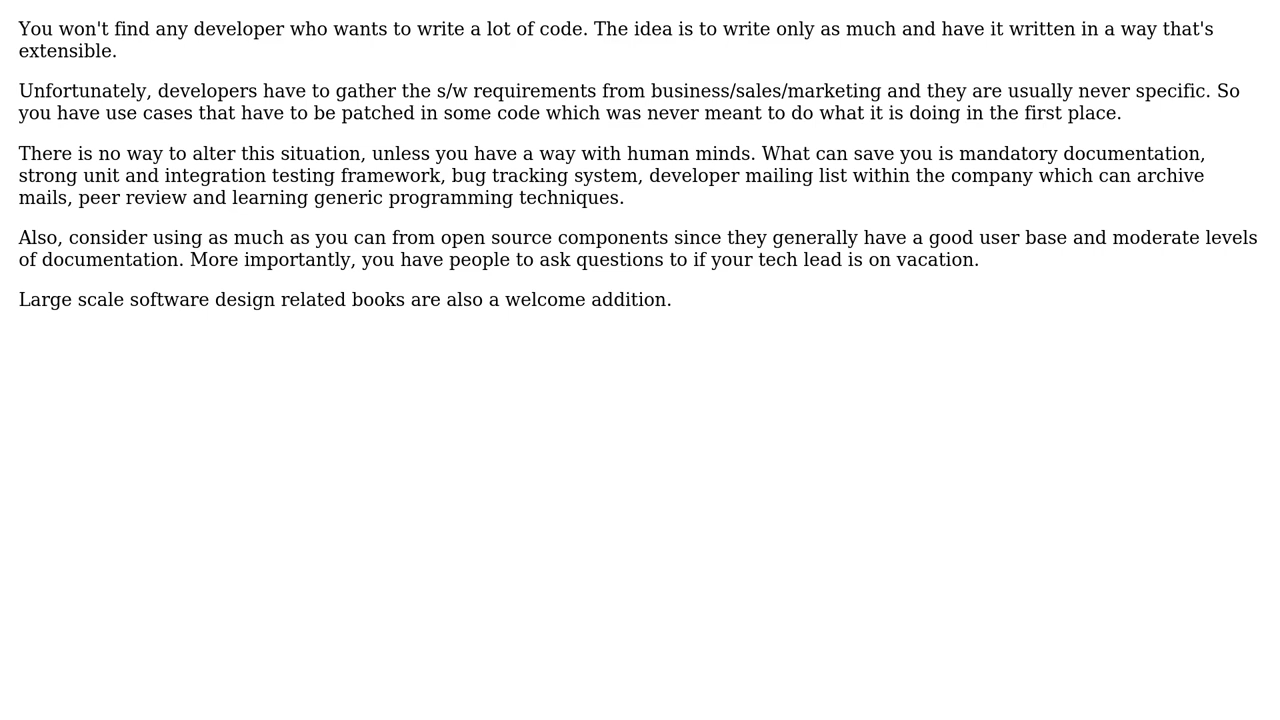 You won't find any developer who wants to write a lot of code. The idea is to write only as much and have it written in a way that's
extensible.
Unfortunately, developers have to gather the s/w requirements from business/sales/marketing and they are usually never specific. So
you have use cases that have to be patched in some code which was never meant to do what it is doing in the first place.
There is no way to alter this situation, unless you have a way with human minds. What can save you is mandatory documentation,
strong unit and integration testing framework, bug tracking system, developer mailing list within the company which can archive
mails, peer review and learning generic programming techniques.
Also, consider using as much as you can from open source components since they generally have a good user base and moderate levels
of documentation. More importantly, you have people to ask questions to if your tech lead is on vacation.
Large scale software design related books are also a welcome addition.